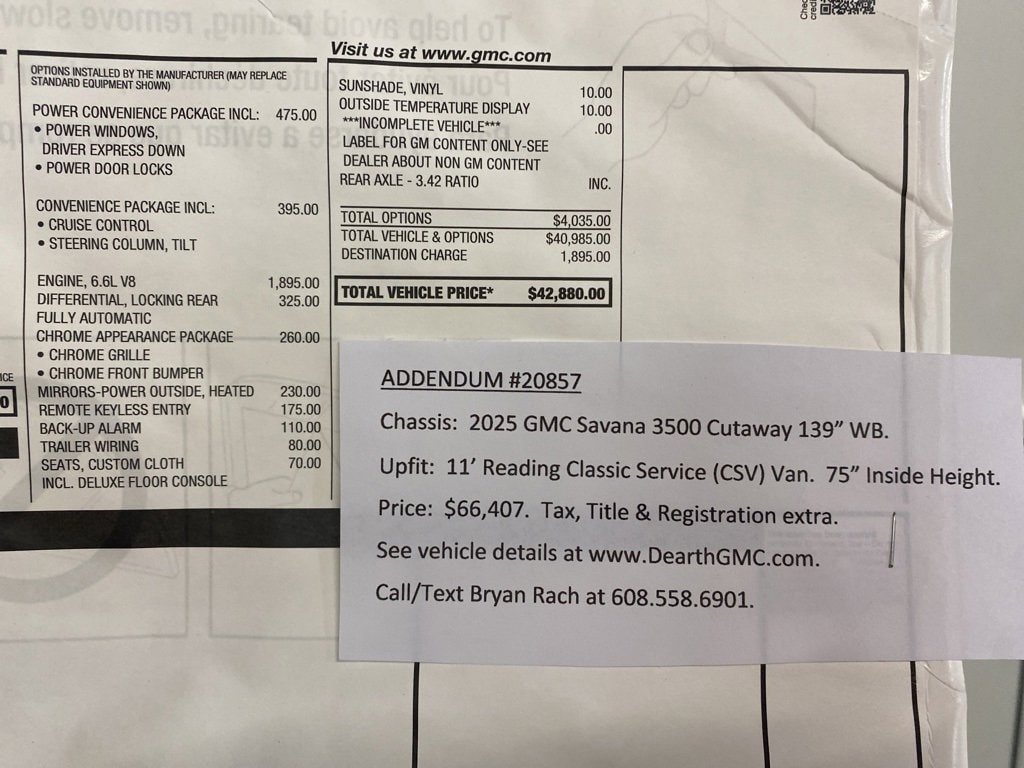 To help avoid tearing, remove slow
Visit us at www.gmc.com
OPTIONS INSTALLED BY THE MANUFACTURER (MAY REPLACE
STANDARD EQUIPMENT SHOWN)
POWER CONVENIENCE PACKAGE INCL: 475.00
• POWER WINDOWS,
DRIVER EXPRESS DOWN
• POWER DOOR LOCKS
CONVENIENCE PACKAGE INCL: 395.00
• CRUISE CONTROL
• STEERING COLUMN, TILT
ENGINE, 6.6L V8 1,895.00
DIFFERENTIAL, LOCKING REAR 325.00
FULLY AUTOMATIC
CHROME APPEARANCE PACKAGE 260.00
• CHROME GRILLE
• CHROME FRONT BUMPER
MIRRORS-POWER OUTSIDE, HEATED 230.00
REMOTE KEYLESS ENTRY 175.00
BACK-UP ALARM 110.00
TRAILER WIRING 80.00
SEATS, CUSTOM CLOTH 70.00
INCL. DELUXE FLOOR CONSOLE
SUNSHADE, VINYL 10.00
OUTSIDE TEMPERATURE DISPLAY 10.00
***INCOMPLETE VEHICLE*** .00
LABEL FOR GM CONTENT ONLY-SEE
DEALER ABOUT NON GM CONTENT
REAR AXLE - 3.42 RATIO INC.
TOTAL OPTIONS $4,035.00
TOTAL VEHICLE & OPTIONS $40,985.00
DESTINATION CHARGE 1,895.00
TOTAL VEHICLE PRICE* $42,880.00
ADDENDUM #20857
Chassis: 2025 GMC Savana 3500 Cutaway 139” WB.
Upfit: 11’ Reading Classic Service (CSV) Van. 75” Inside Height.
Price: $66,407. Tax, Title & Registration extra.
See vehicle details at www.DearthGMC.com.
Call/Text Bryan Rach at 608.558.6901.